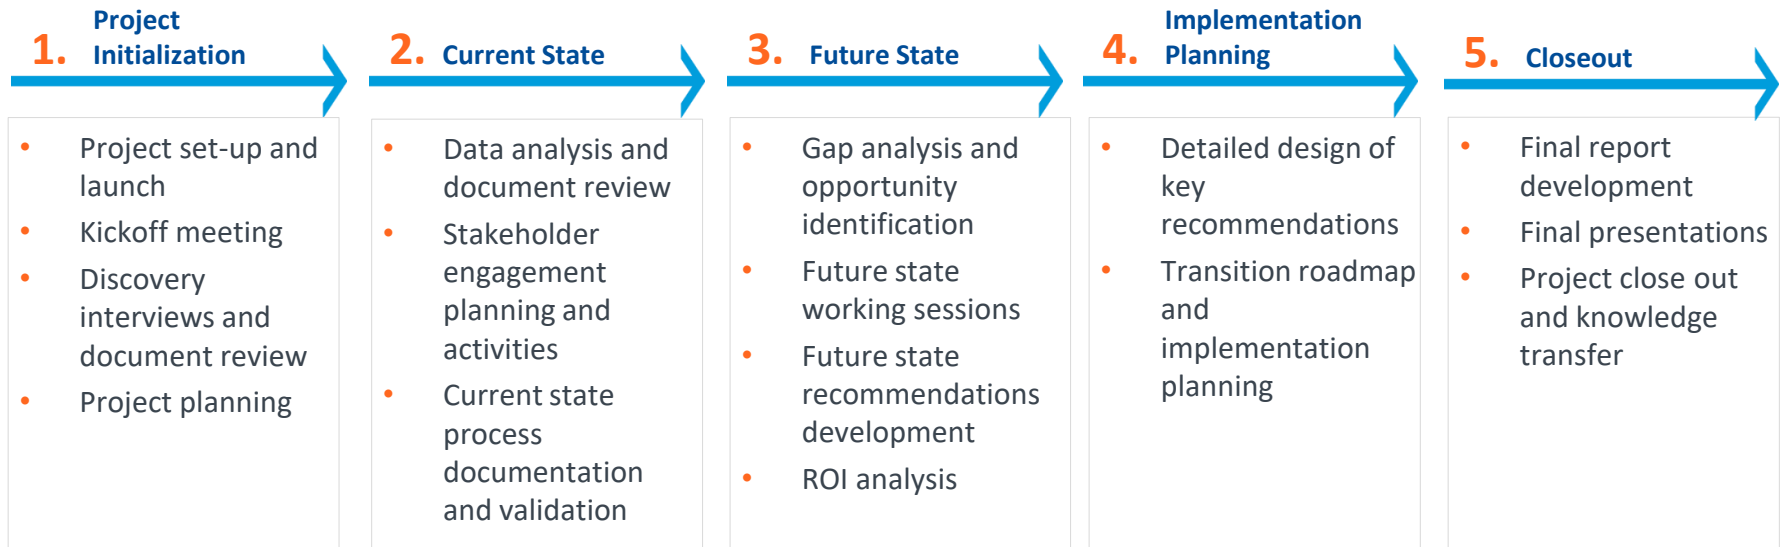 1. Project
Initialization
• Project set-up and
launch
• Kickoff meeting
• Discovery
interviews and
document review
• Project planning
2. Current State
• Data analysis and
document review
• Stakeholder
engagement
planning and
activities
• Current state
process
documentation
and validation
3. Future State
• Gap analysis and
opportunity
identification
• Future state
working sessions
• Future state
recommendations
development
• ROI analysis
4. Implementation
Planning
• Detailed design of
key
recommendations
• Transition roadmap
and
implementation
planning
5. Closeout
• Final report
development
• Final presentations
• Project close out
and knowledge
transfer